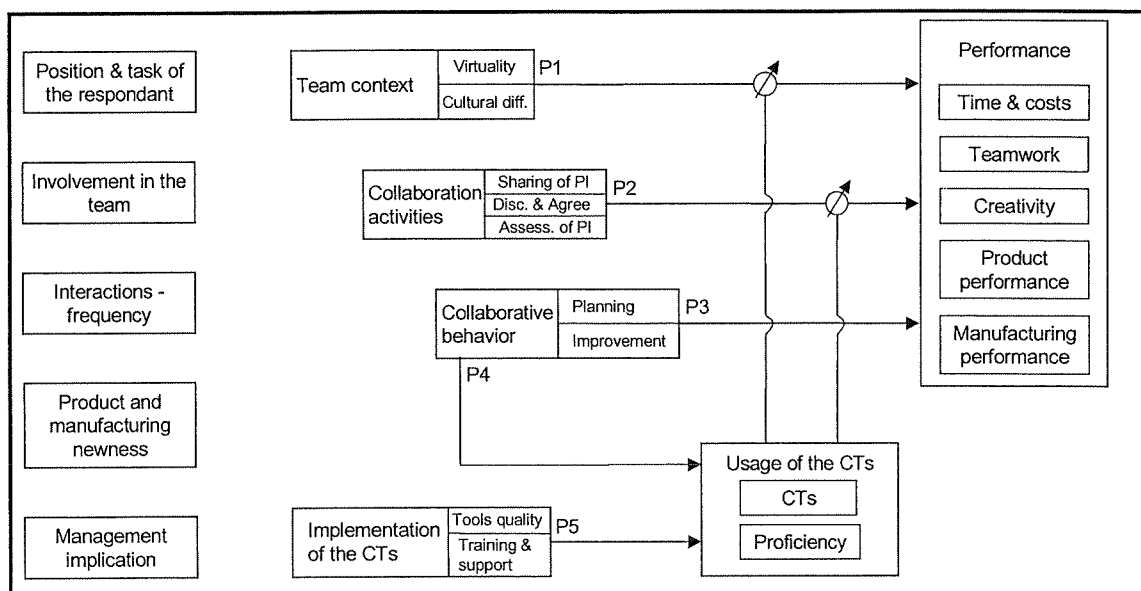 Position & task of
the respondant
Involvement in the
team
Interactions -
frequency
Product and
manufacturing
newness
Management
implication
Team context
Virtuality
Cultural diff.
P1
Collaboration
activities
Sharing of PI
Disc. & Agree
Assess. of PI
P2
Collaborative
behavior
Planning
Improvement
P3
P4
Implementation
of the CTs
Tools quality
Training &
support
P5
Usage of the CTs
CTs
Proficiency
Performance
Time & costs
Teamwork
Creativity
Product
performance
Manufacturing
performance